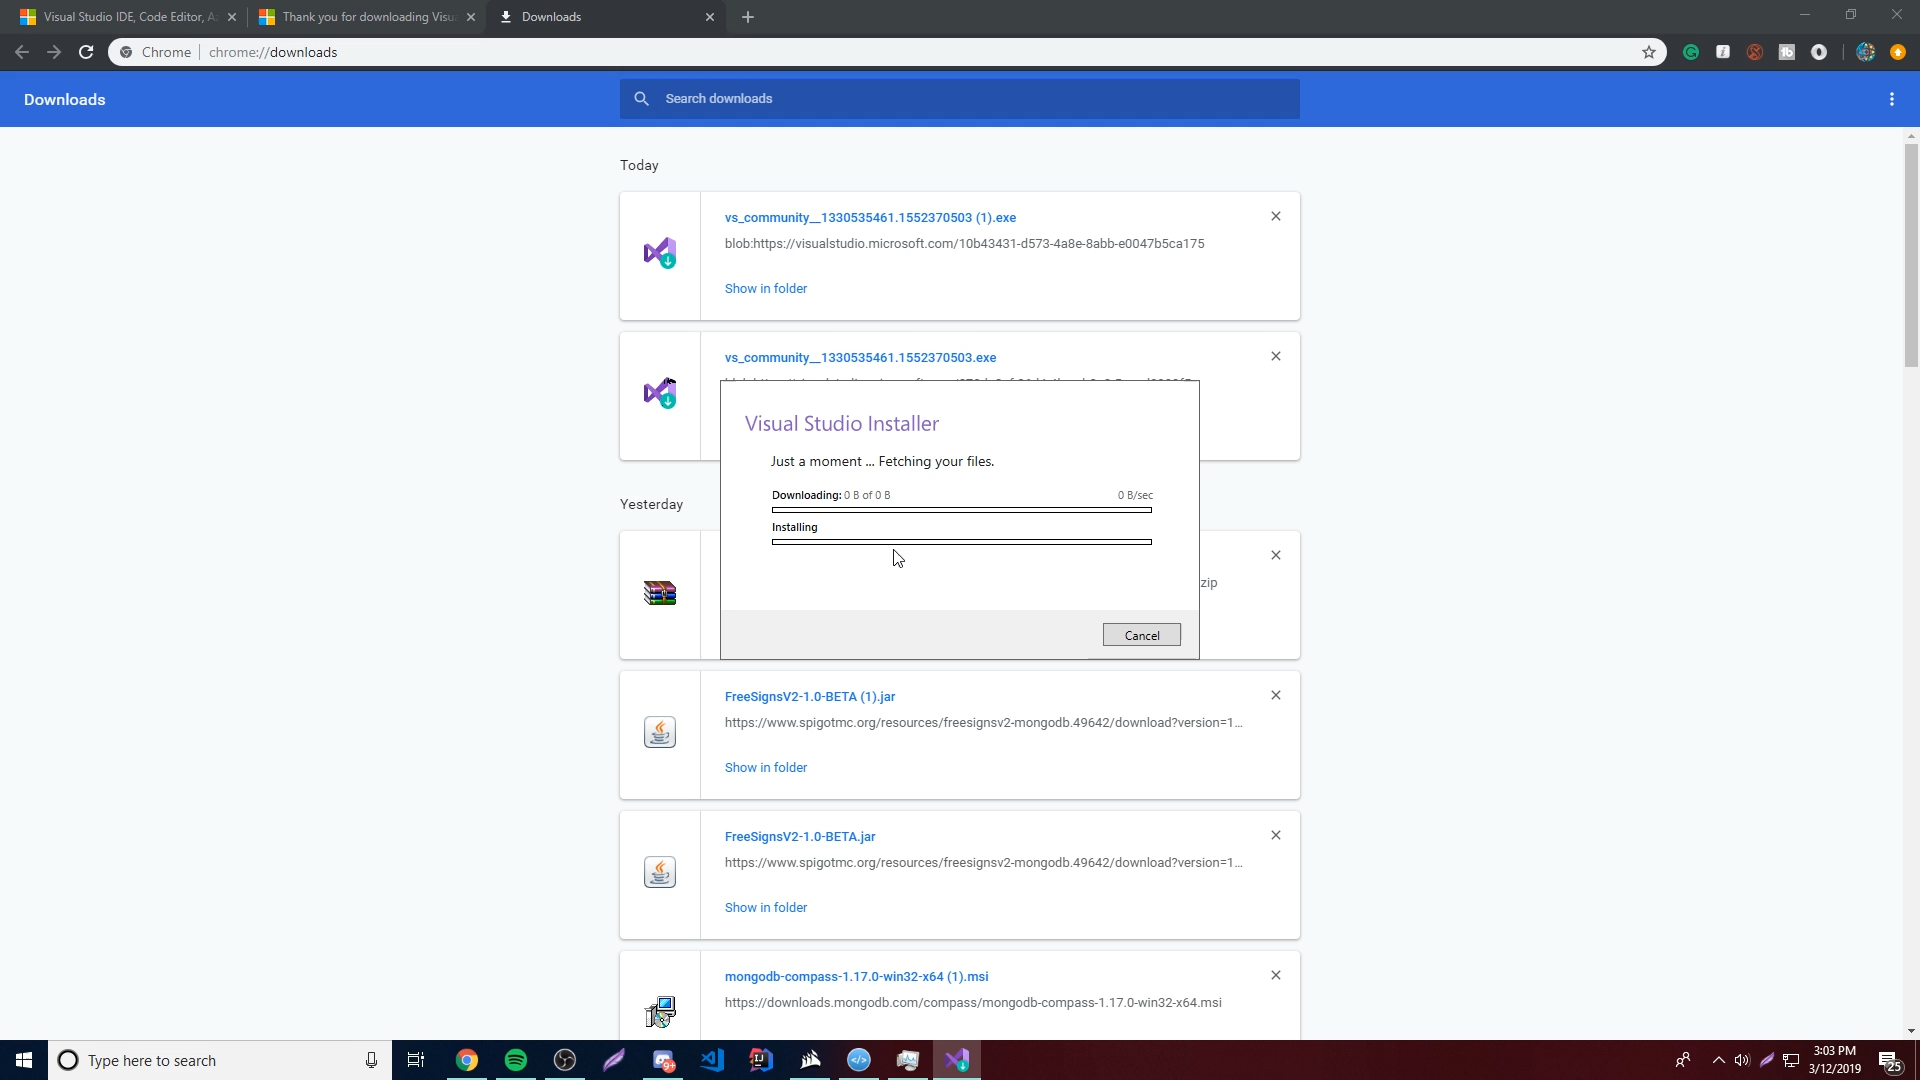 Visual Studio IDE, Code Editor, Az
Thank you for downloading Visua
Downloads
Chrome
chrome://downloads
Downloads
Search downloads
Today
vs_community__1330535461.1552370503 (1).exe
blob:https://visualstudio.microsoft.com/10b43431-d573-4a8e-8abb-e0047b5ca175
Show in folder
vs_community__1330535461.1552370503.exe
Visual Studio Installer
Just a moment ... Fetching your files.
Downloading: 0 B of 0 B
0 B/sec
Installing
Cancel
Yesterday
zip
FreeSignsV2-1.0-BETA (1).jar
https://www.spigotmc.org/resources/freesignsv2-mongodb.49642/download?version=1...
Show in folder
FreeSignsV2-1.0-BETA.jar
https://www.spigotmc.org/resources/freesignsv2-mongodb.49642/download?version=1...
Show in folder
mongodb-compass-1.17.0-win32-x64 (1).msi
https://downloads.mongodb.com/compass/mongodb-compass-1.17.0-win32-x64.msi
Type here to search
9+
3:03 PM
3/12/2019
25